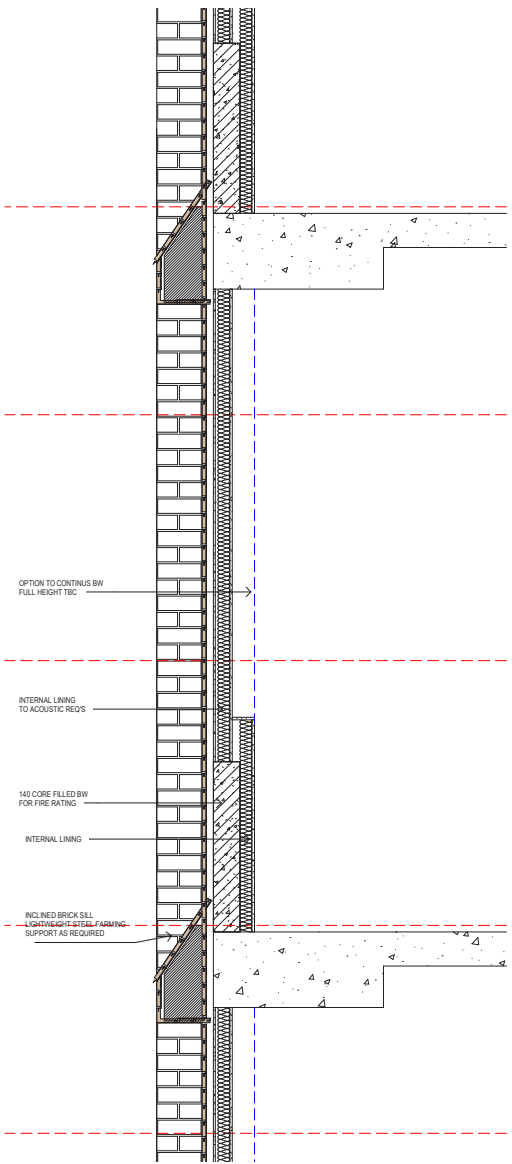 OPTION TO CONTINUS BW
FULL HEIGHT TBC
INTERNAL LINING
TO ACOUSTIC REQ'S
140 CORE FILLED BW
FOR FIRE RATING
INTERNAL LINING
INCLINED BRICK SILL
LIGHTWEIGHT STEEL FARMING
SUPPORT AS REQUIRED